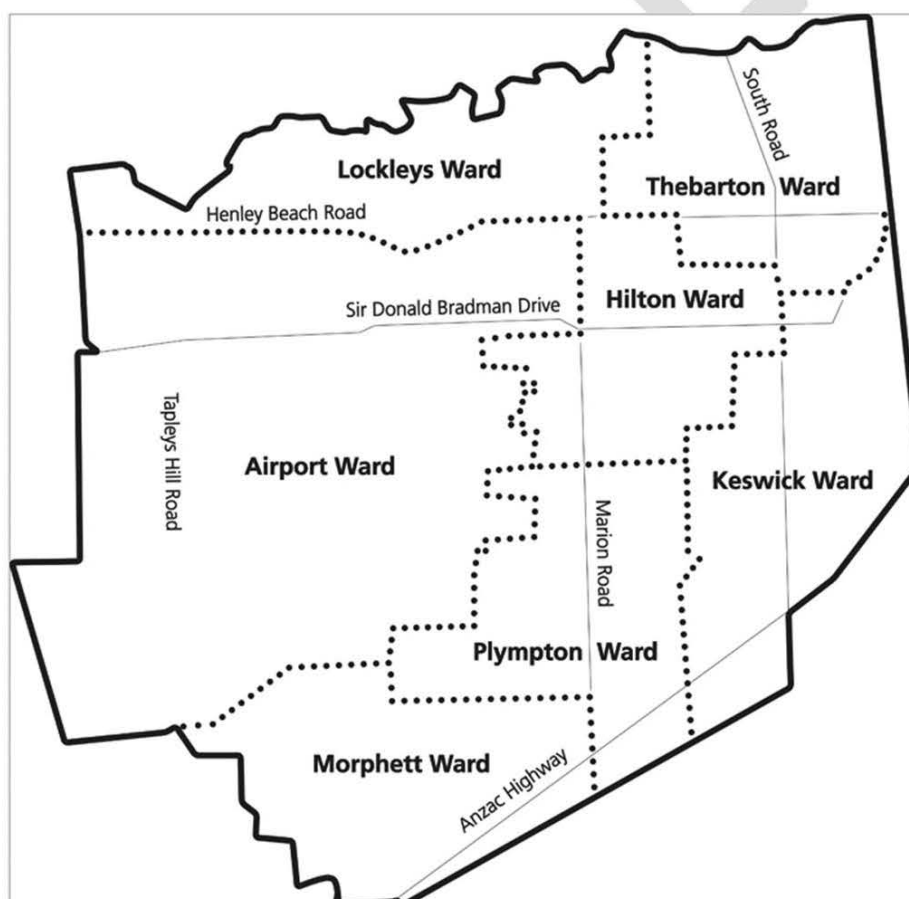 South Road
Lockleys Ward
Thebarton Ward
Henley Beach Road
Hilton Ward
Sir Donald Bradman Drive
Tapleys Hill Road
Airport Ward
Keswick Ward
Marion Road
Plympton Ward
Morphett Ward
Anzac Highway